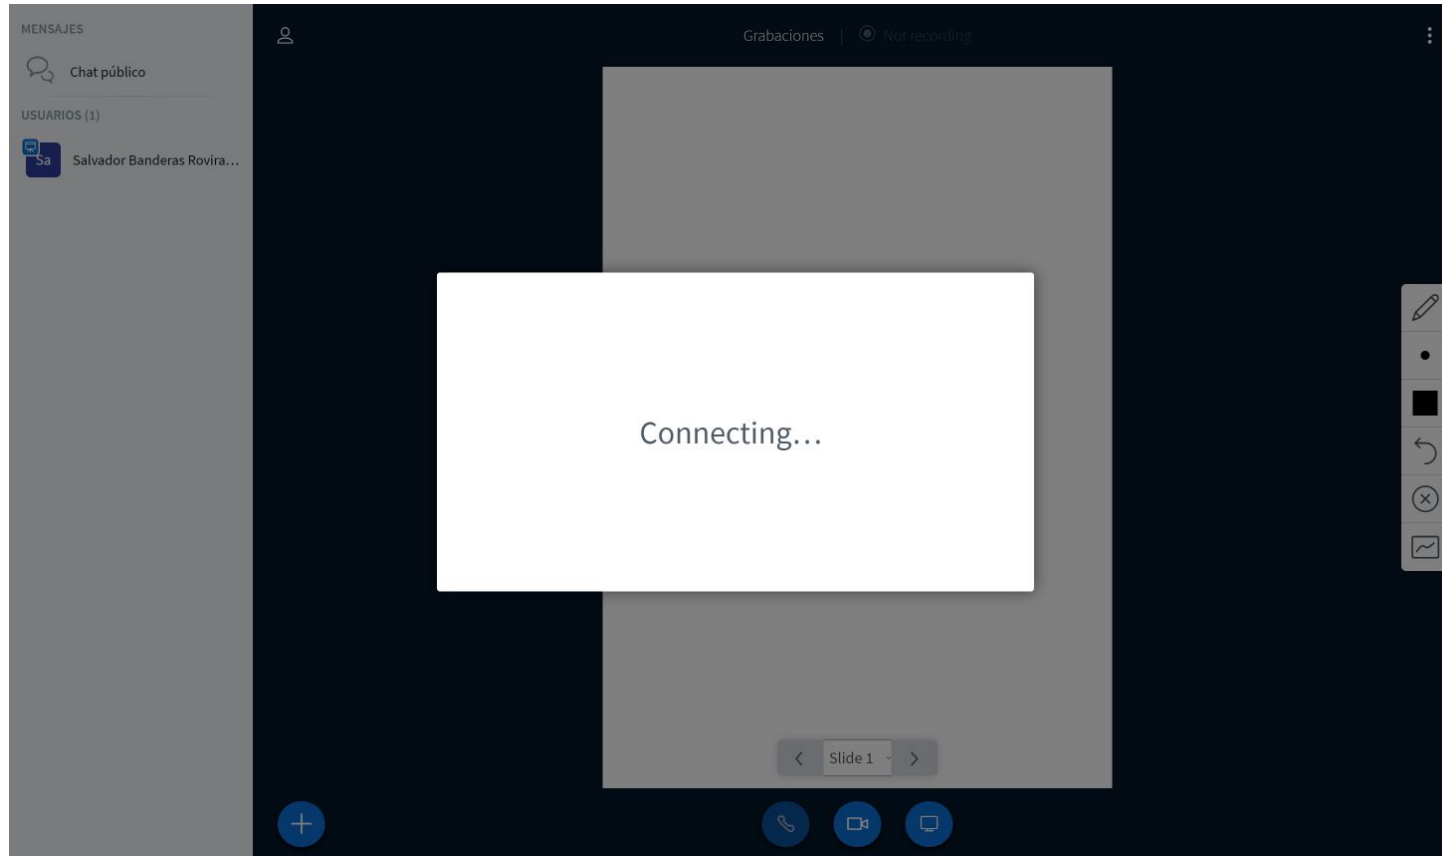 MENSAJES
Chat público
USUARIOS (1)
Sa
Salvador Banderas Rovira...
Grabaciones | Not recording
Connecting...
Slide 1